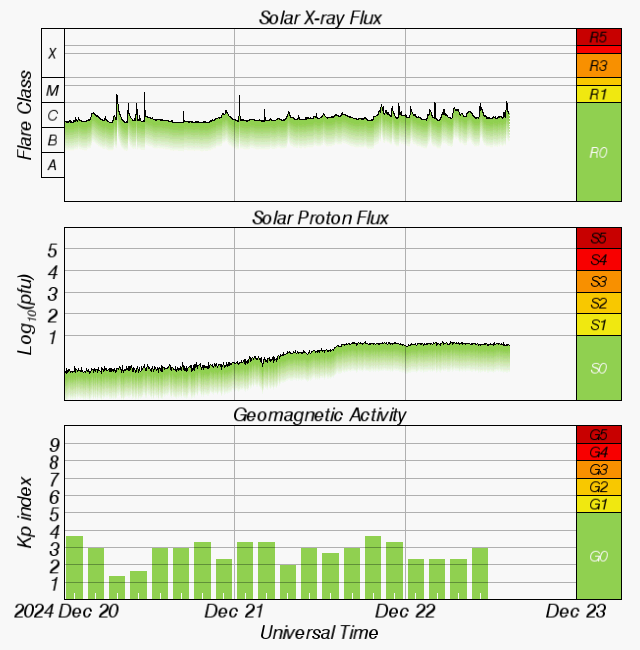 Solar X-ray Flux
Flare Class
X
M
C
B
A
R5
R3
R1
R0
Solar Proton Flux
Log10(pfu)
5
4
3
2
1
S5
S4
S3
S2
S1
S0
Geomagnetic Activity
Kp index
9
8
7
6
5
4
3
2
1
G5
G4
G3
G2
G1
G0
2024 Dec 20 Dec 21 Dec 22 Dec 23
Universal Time